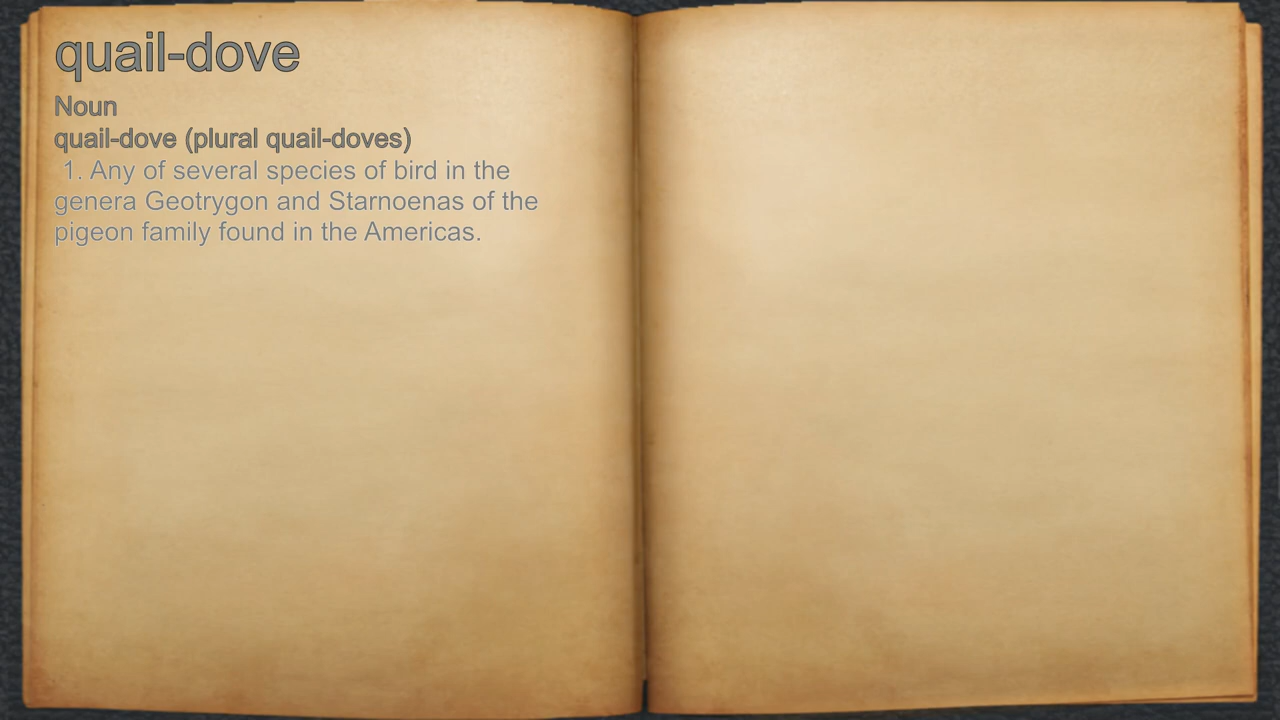 quail-dove
Noun
quail-dove (plural quail-doves)
1. Any of several species of bird in the
genera Geotrygon and Starnoenas of the
pigeon family found in the Americas.